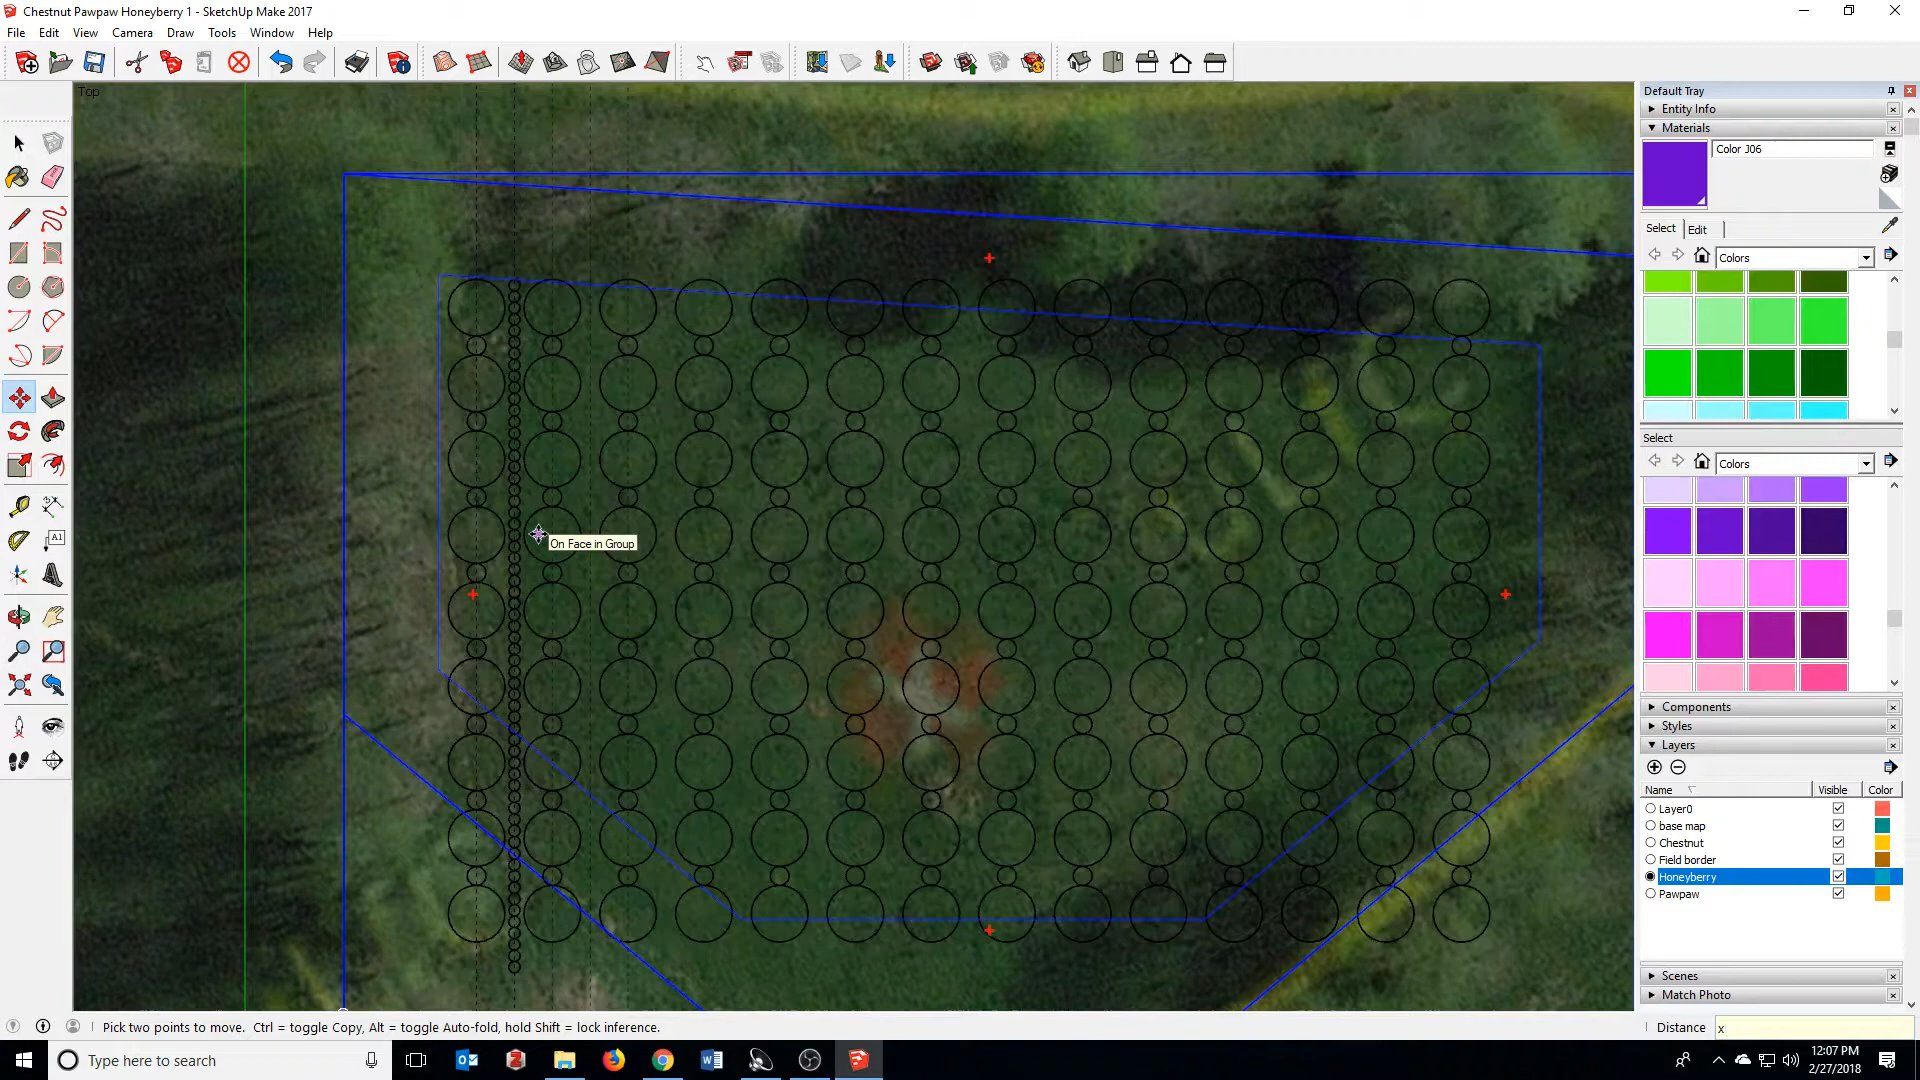 Chestnut Pawpaw Honeyberry 1 - SketchUp Make 2017
File Edit View Camera Draw Tools Window Help
Top
Default Tray
Entity Info
Materials
Color J06
Select Edit
Colors
Select
Colors
A1
On Face in Group
Components
Styles
Layers
Name Visible Color
Layer0
base map
Chestnut
Field border
Honeyberry
Pawpaw
Scenes
Match Photo
Pick two points to move. Ctrl = toggle Copy, Alt = toggle Auto-fold, hold Shift = lock inference.
Distance x
Type here to search
12:07 PM
2/27/2018